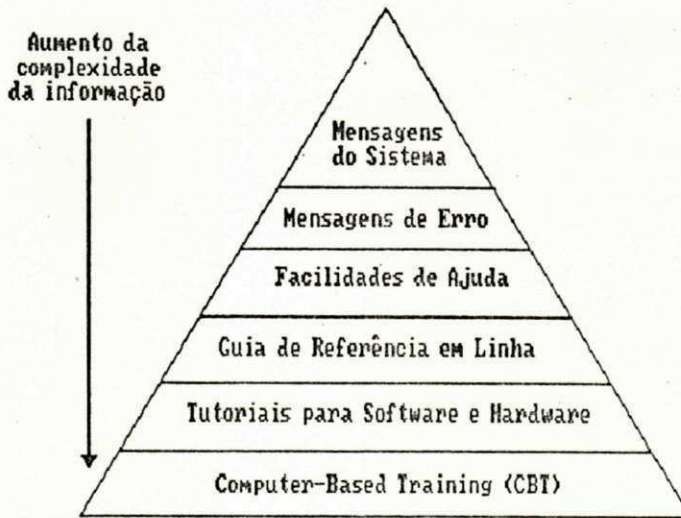 Aumento da
complexidade
da informação
Mensagens
do Sistema
Mensagens de Erro
Facilidades de Ajuda
Guia de Referência em Linha
Tutoriais para Software e Hardware
Computer-Based Training (CBT)